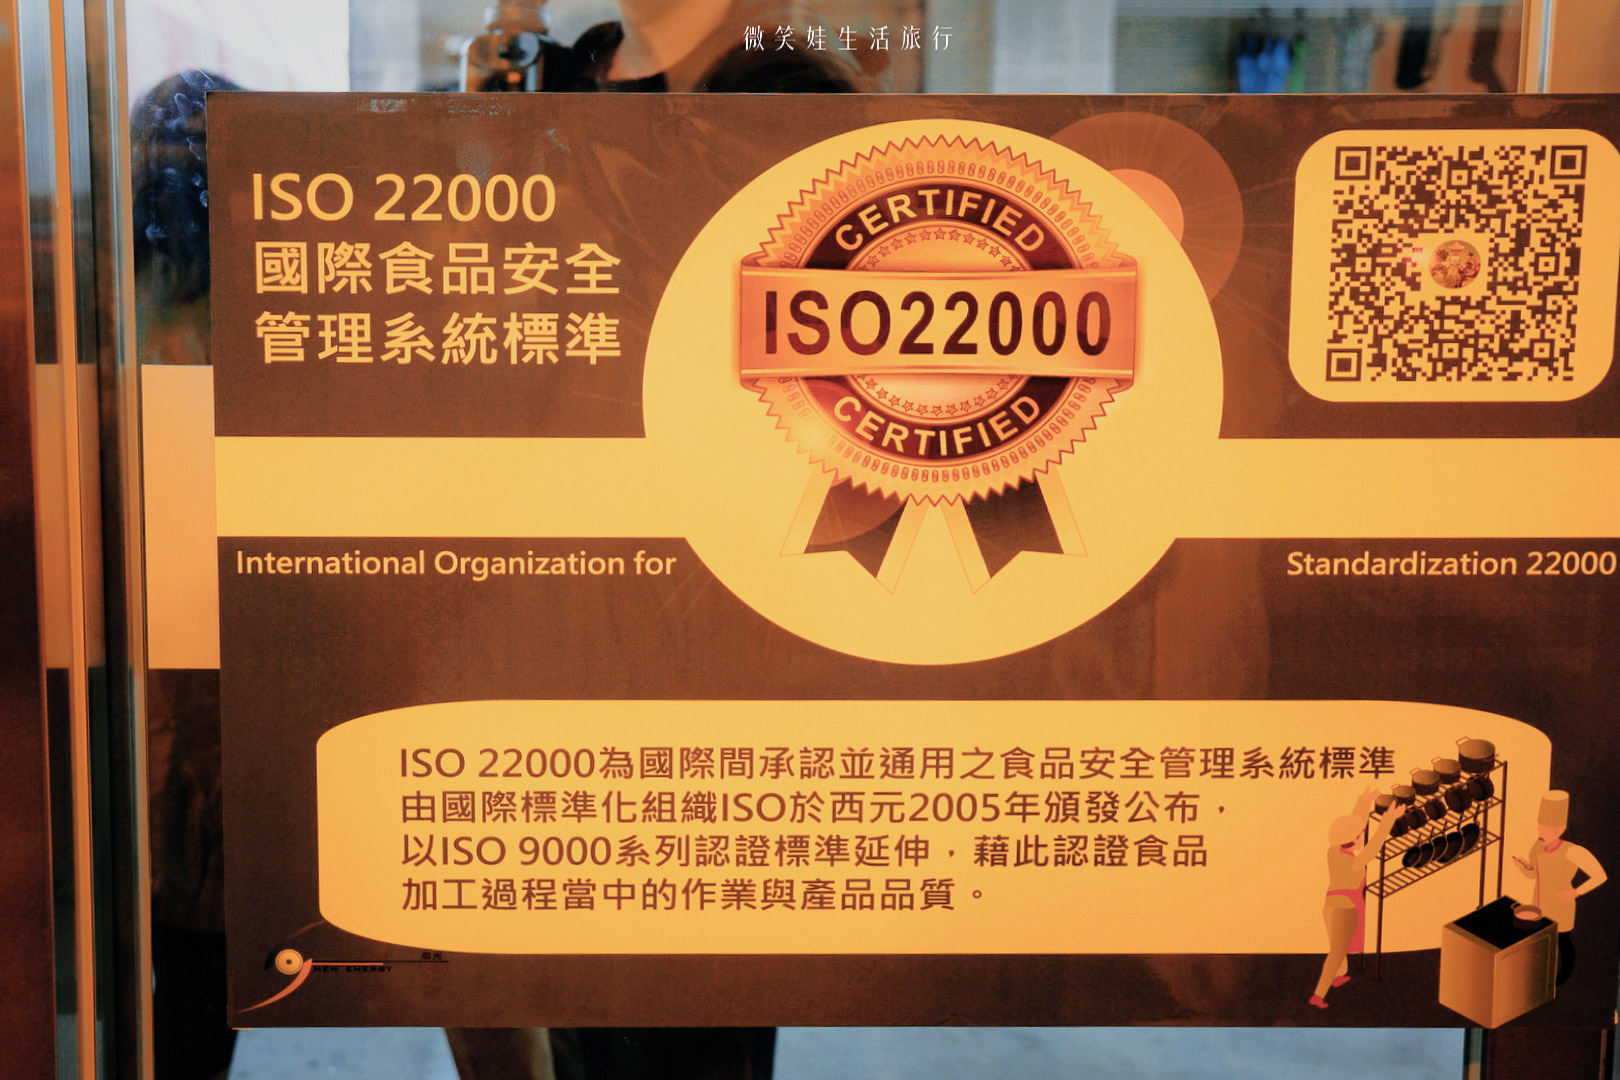 微笑娃生活旅行
ISO 22000
國際食品安全
管理系統標準
CERTIFIED
ISO22000
CERTIFIED
International Organization for
Standardization 22000
ISO 22000為國際間承認並通用之食品安全管理系統標準
由國際標準化組織ISO於西元2005年頒發公布，
以ISO 9000系列認證標準延伸，藉此認證食品
加工過程當中的作業與產品品質。
NEW ENERGY